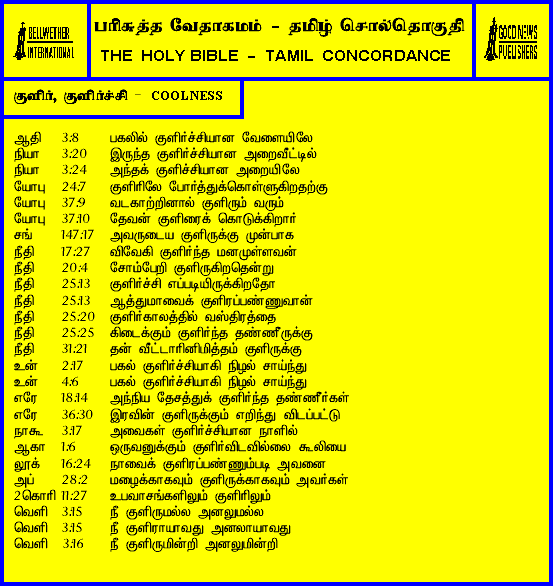 BELLWETHER
INTERNATIONAL
பரிசுத்த வேதாகமம் - தமிழ் சொல்தொகுதி
THE HOLY BIBLE - TAMIL CONCORDANCE
GOOD NEWS
PUBLISHERS
குளிர், குளிர்ச்சி - COOLNESS
ஆதி 3:8 பகலில் குளிர்ச்சியான வேளையிலே
நியா 3:20 இருந்த குளிர்ச்சியான அறைவீட்டில்
நியா 3:24 அந்தக் குளிச்சியான அறையிலே
யோபு 24:7 குளிரிலே போர்த்துக்கொள்ளுகிறதற்கு
யோபு 37:9 வடகாற்றினால் குளிரும் வரும்
யோபு 37:10 தேவன் குளிரைக் கொடுக்கிறார்
சங் 147:17 அவருடைய குளிருக்கு முன்பாக
நீதி 17:27 விவேகி குளிர்ந்த மனமுள்ளவன்
நீதி 20:4 சோம்பேறி குளிருகிறதென்று
நீதி 25:13 குளிர்ச்சி எப்படியிருக்கிறதோ
நீதி 25:13 ஆத்துமாவைக் குளிரப்பண்ணுவான்
நீதி 25:20 குளிர்காலத்தில் வஸ்திரத்தை
நீதி 25:25 கிடைக்கும் குளிர்ந்த தண்ணீருக்கு
நீதி 31:21 தன் வீட்டாரினிமித்தம் குளிருக்கு
உன் 2:17 பகல் குளிர்ச்சியாகி நிழல் சாய்ந்து
உன் 4:6 பகல் குளிர்ச்சியாகி நிழல் சாய்ந்து
எரே 18:14 அந்நிய தேசத்துக் குளிர்ந்த தண்ணீர்கள்
எரே 36:30 இரவின் குளிருக்கும் எறிந்து விடப்பட்டு
நாகூ 3:17 அவைகள் குளிர்ச்சியான நாளில்
ஆகா 1:6 ஒருவனுக்கும் குளிர்விடவில்லை கூலியை
லூக் 16:24 நாவைக் குளிரப்பண்ணும்படி அவனை
அப் 28:2 மழைக்காகவும் குளிருக்காகவும் அவர்கள்
2கொரி 11:27 உபவாசங்களிலும் குளிரிலும்
வெளி 3:15 நீ குளிருமல்ல அனலுமல்ல
வெளி 3:15 நீ குளிராயாவது அனலாயாவது
வெளி 3:16 நீ குளிருமின்றி அனலுமின்றி